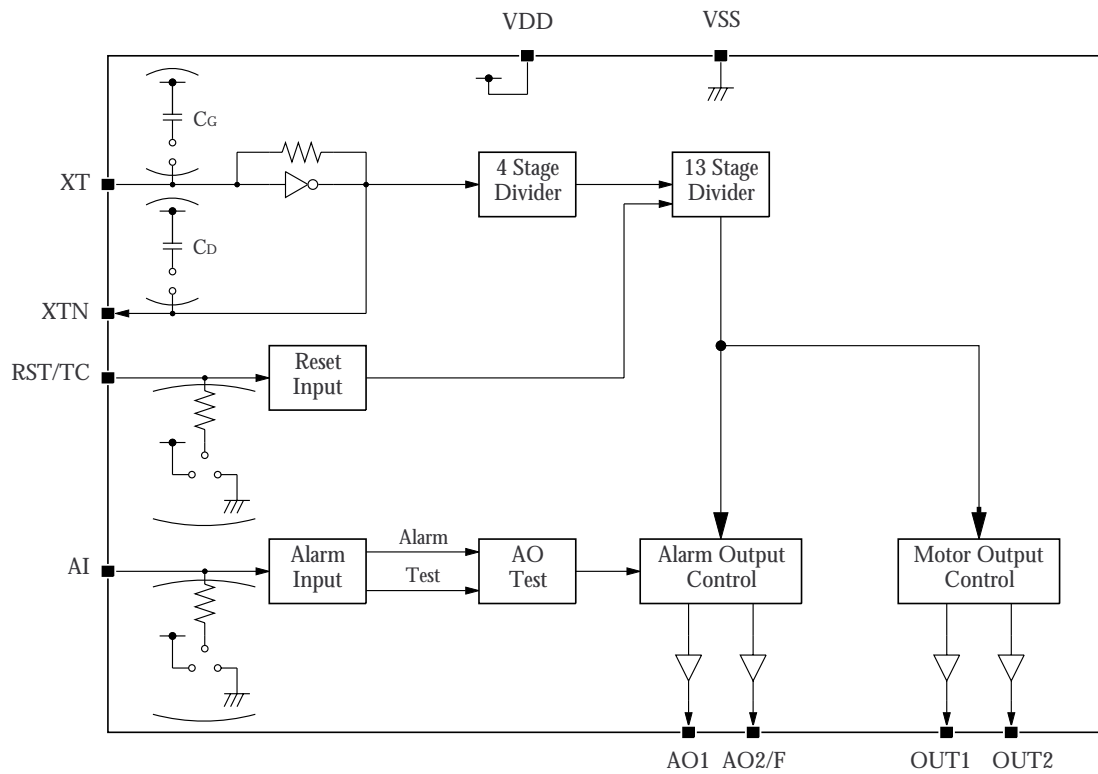 VDD
VSS
CG
XT
4 Stage
Divider
13 Stage
Divider
CD
XTN
RST/TC
Reset
Input
AI
Alarm
Input
Alarm
Test
AO
Test
Alarm Output
Control
Motor Output
Control
AO1
AO2/F
OUT1
OUT2